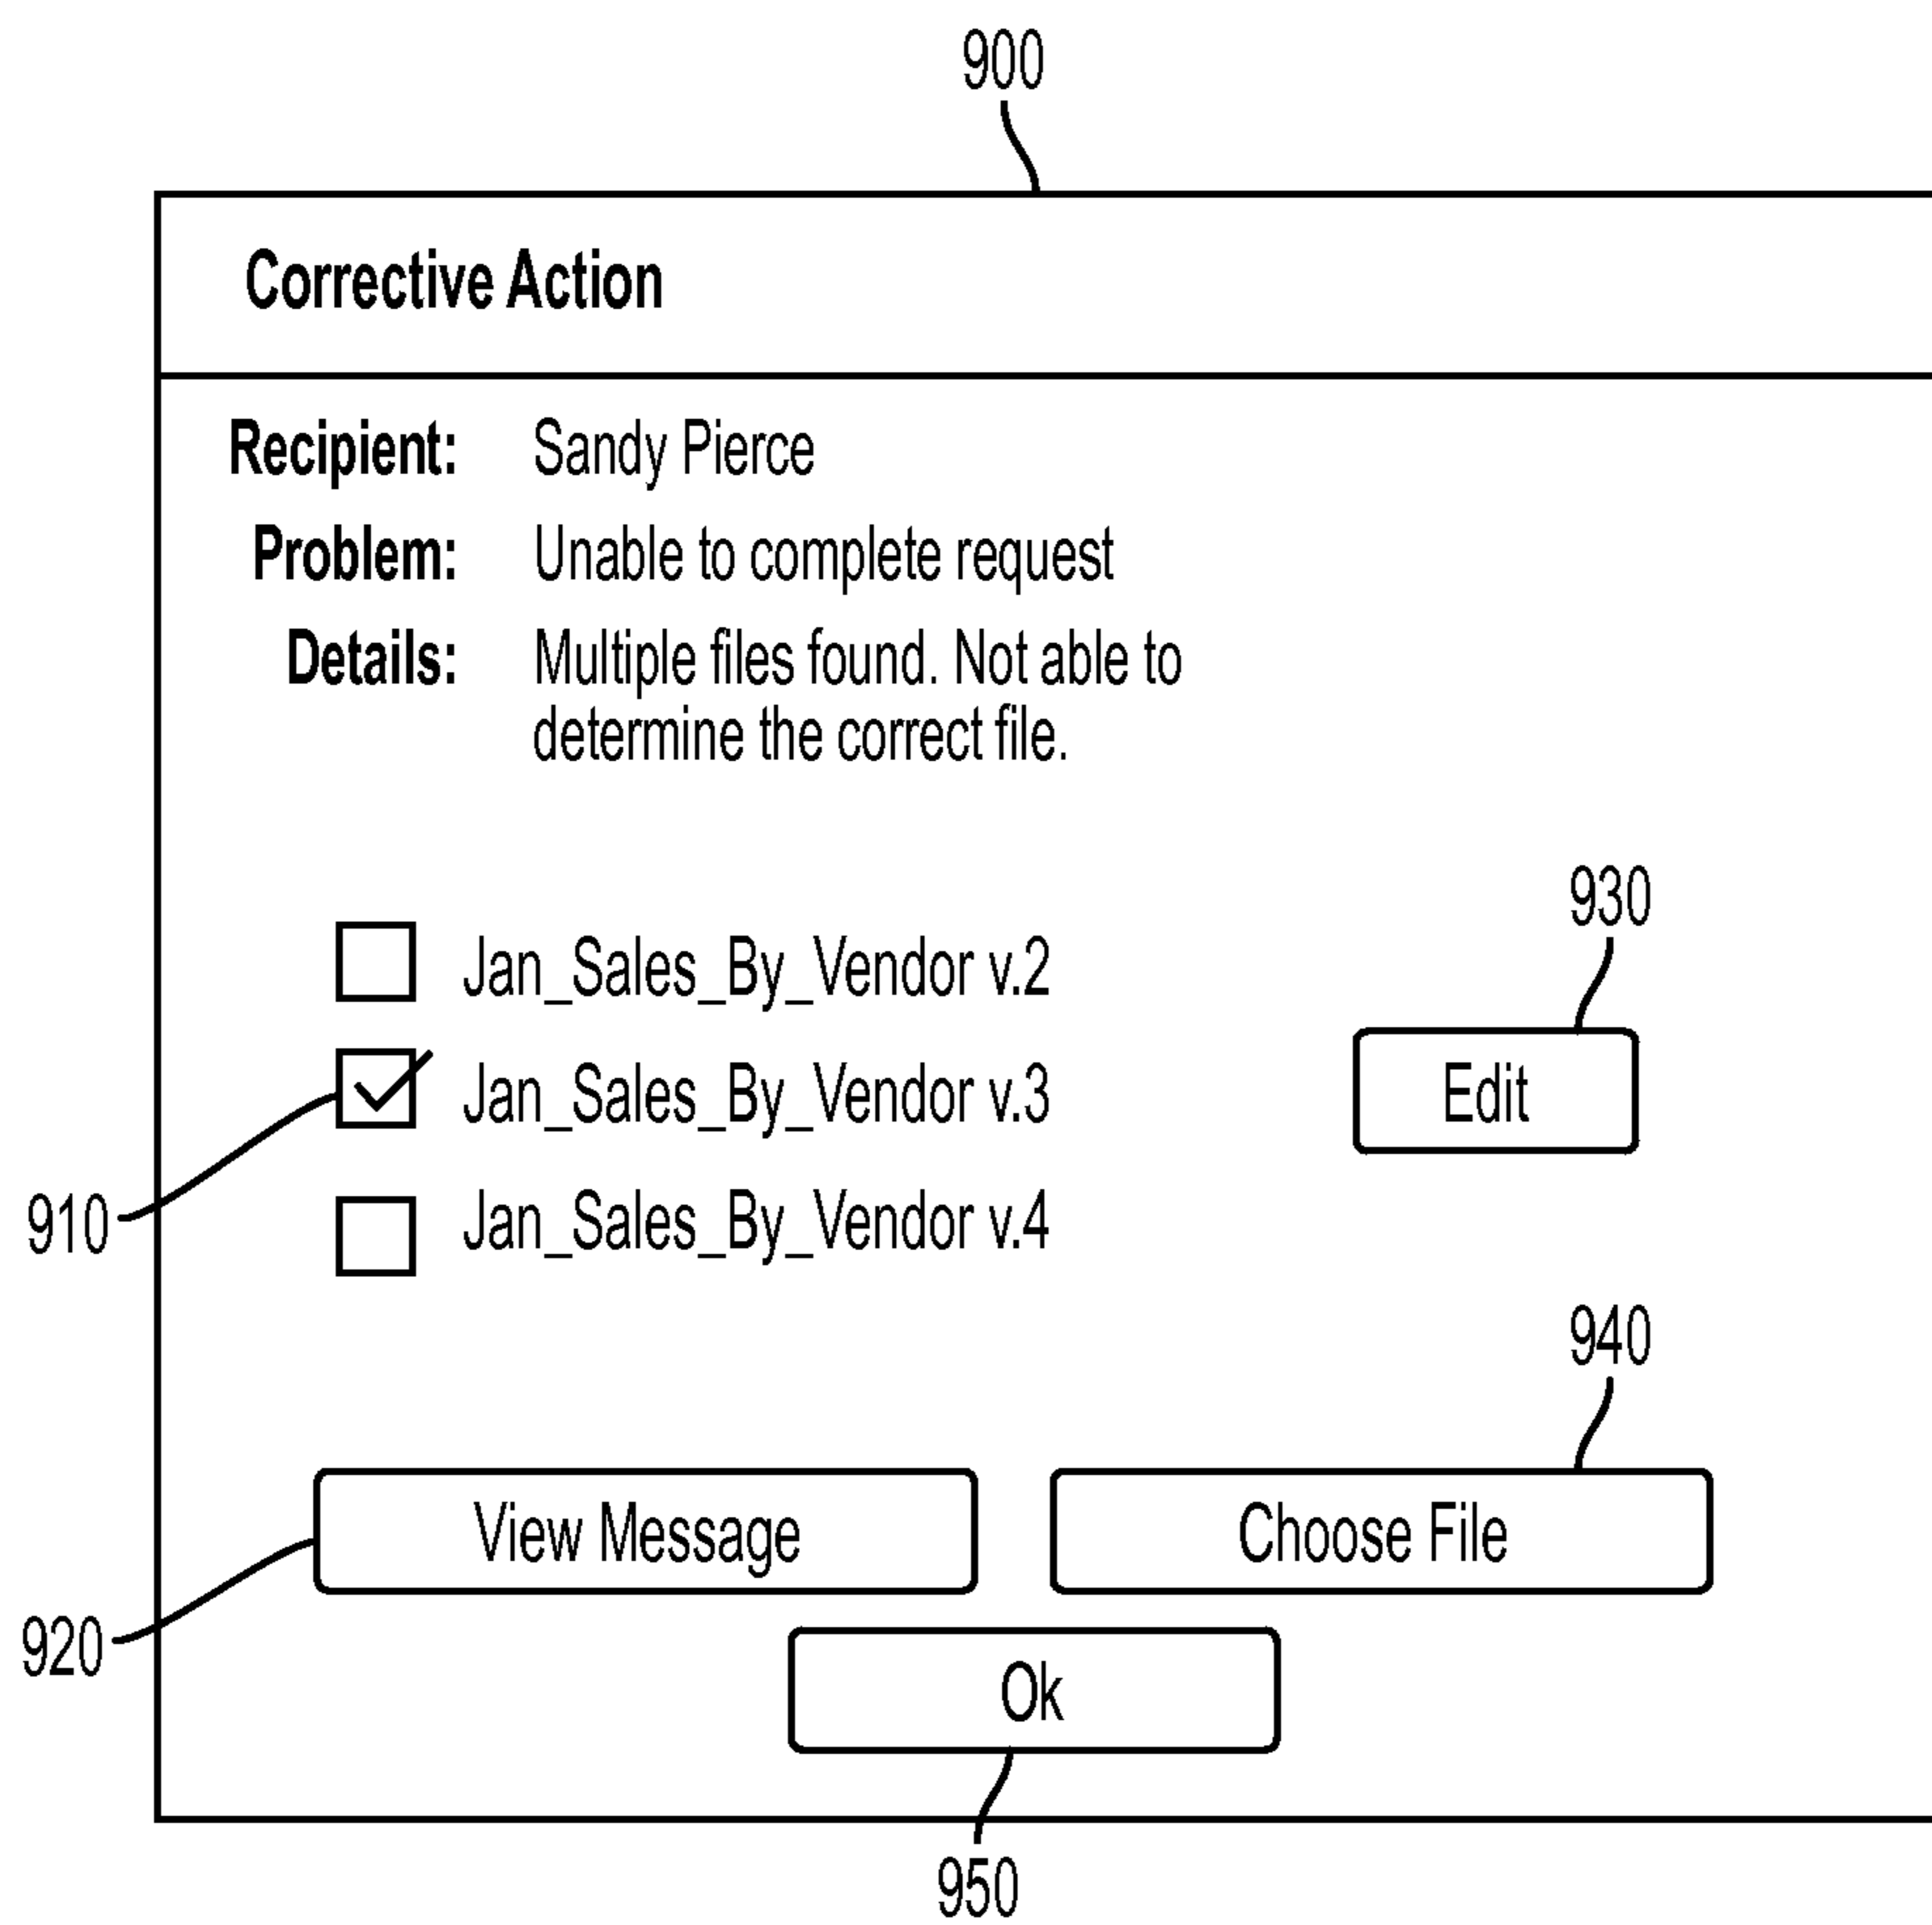 900
Corrective Action
Recipient: Sandy Pierce
Problem: Unable to complete request
Details: Multiple files found. Not able to
determine the correct file.
930
Jan_Sales_By_Vendor v.2
Jan_Sales_By_Vendor v.3
Edit
910
Jan_Sales_By_Vendor v.4
940
View Message
Choose File
920
Ok
950